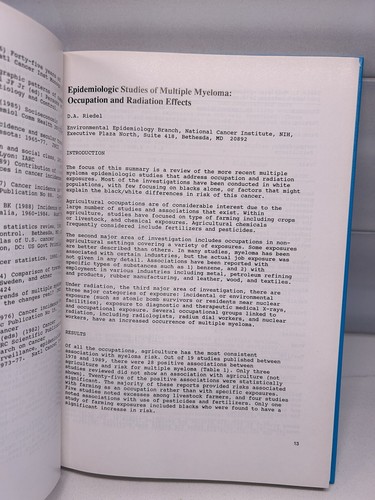 Epidemiologic Studies of Multiple Myeloma:
Occupation and Radiation Effects
D.A. Riedel
Environmental Epidemiology Branch, National Cancer Institute, NIH,
Executive Plaza North, Suite 418, Bethesda, MD 20892
INTRODUCTION
The focus of this summary is a review of the more recent multiple
myeloma epidemiologic studies that address occupation and radiation
exposures. Most of the investigations have been conducted in white
populations, with few focusing on blacks alone, or factors that might
explain the black/white differences in risk of this cancer.
Agricultural occupations are of considerable interest due to the
large number of studies and associations that exist. Within
agriculture, studies have focused on type of farming including crops
or livestock, and chemical exposures. Agricultural chemicals
frequently considered include fertilizers and pesticides.
The second major area of investigation includes occupations in non-
agricultural settings covering a variety of exposures. Some exposures
are better described than others. In many studies, myeloma has been
associated with certain industries, but the actual job exposure was
not given in any detail. Associations have been reported with
specific types of substances such as 1) benzene, and 2) with
employment in various industries including metal, petroleum refining
and products, rubber manufacturing, and leather, wood, and textiles.
Under radiation, the third major area of investigation, there are
three major categories of exposure: incidental or environmental
exposure (such as atomic bomb survivors or residents near nuclear
facilities), exposure to diagnostic and therapeutic medical X-rays,
and occupational exposure. Several occupational groups linked to
radiation, including radiologists, radium dial workers, and nuclear
workers, have an increased occurrence of multiple myeloma.
RESULTS
Of all the occupations, agriculture has the most consistent
association with myeloma risk. Out of 19 studies published between
1979 and 1989, there were 28 positive associations between
agriculture and risk for multiple myeloma (Table 1). Only three
studies reviewed did not show an association with agriculture (not
shown). Twenty of the positive associations were statistically
significant. The majority of these reports provided risks associated
with farming as an occupation rather than with specific exposures.
Five studies noted excesses among livestock farmers, and four studies
noted associations with use of pesticides and fertilizers. Only one
study of farming exposures included blacks who were found to have a
significant increase in risk.